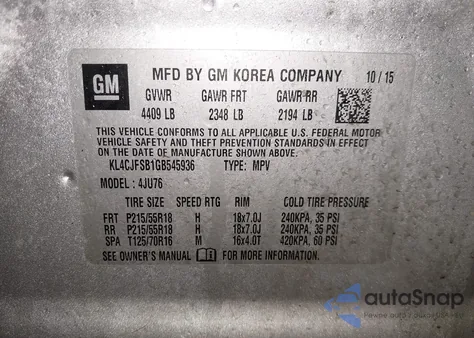 GM MFD BY GM KOREA COMPANY 10/15
GVWR GAWR FRT GAWR RR
4409 LB 2348 LB 2194 LB
THIS VEHICLE CONFORMS TO ALL APPLICABLE U.S. FEDERAL MOTOR
VEHICLE SAFETY AND THEFT PREVENTION STANDARDS IN EFFECT
ON THE DATE OF MANUFACTURE SHOWN ABOVE.
KL4CJFSB1GB545936 TYPE: MPV
MODEL: 4JU76
TIRE SIZE SPEED RTG RIM COLD TIRE PRESSURE
FRT P215/55R18 H 18x7.0J 240KPA, 35 PSI
RR P215/55R18 H 18x7.0J 240KPA, 35 PSI
SPA T125/70R16 M 16x4.0T 420KPA, 60 PSI
SEE OWNER'S MANUAL FOR MORE INFORMATION.
autoSnap